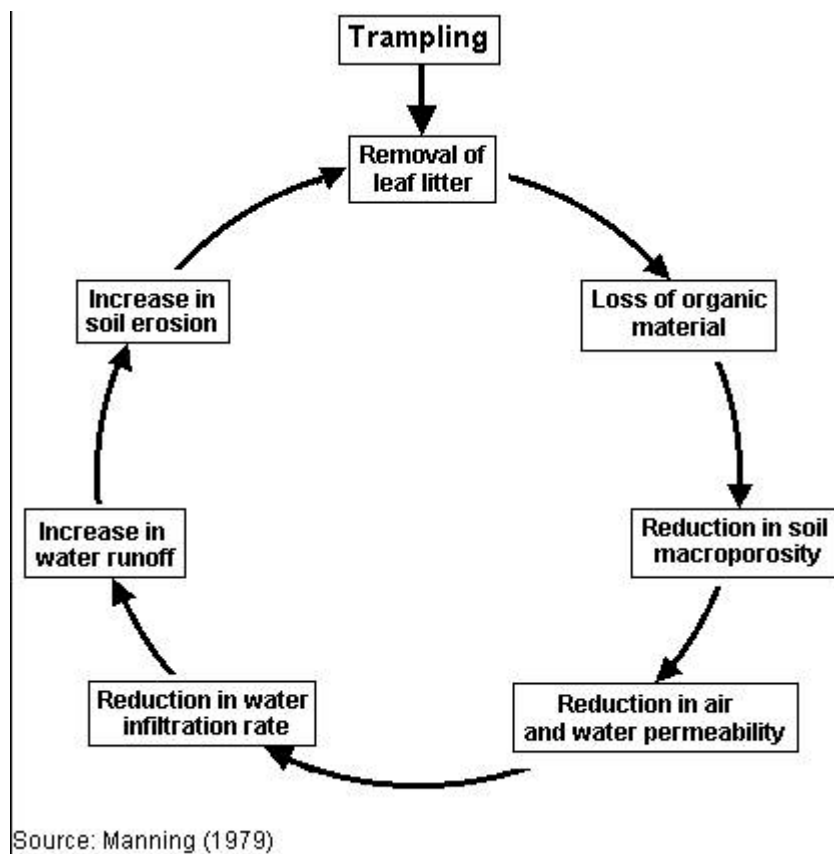 Trampling
Removal of
leaf litter
Loss of organic
material
Reduction in soil
macroporosity
Reduction in air
and water permeability
Reduction in water
infiltration rate
Increase in
water runoff
Increase in
soil erosion
Source: Manning (1979)